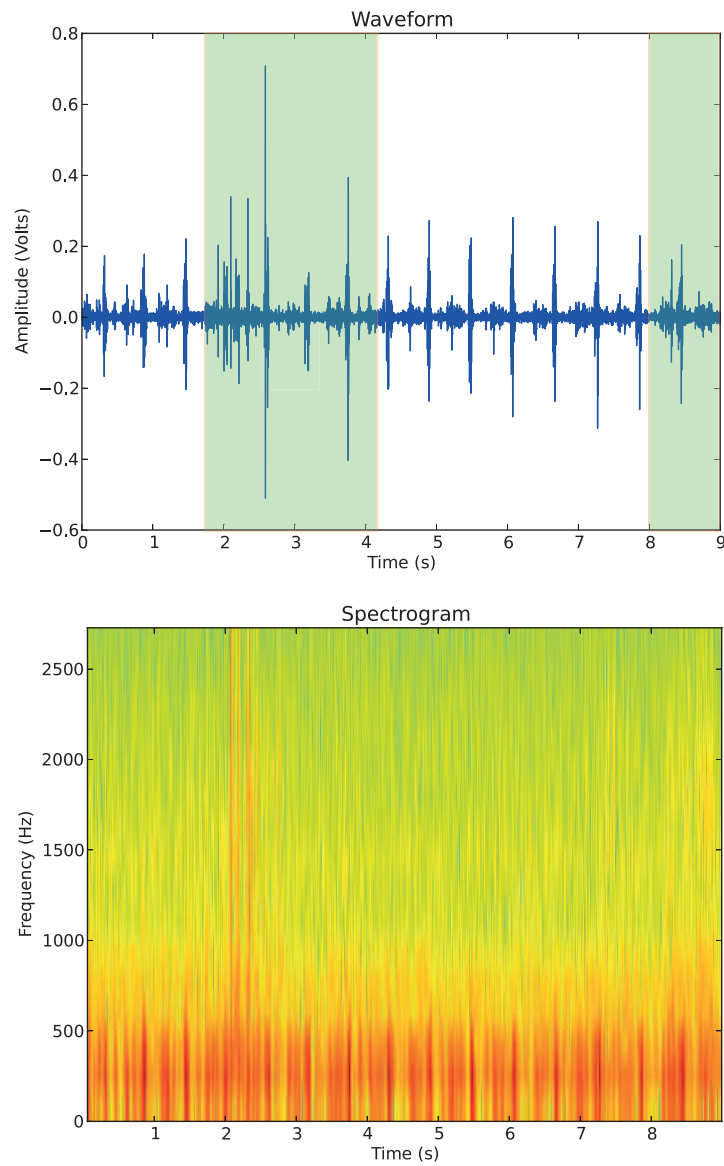 Waveform
0.8
0.6
0.4
0.2
0.0
−0.2
−0.4
−0.6
Amplitude (Volts)
0 1 2 3 4 5 6 7 8 9
Time (s)
Spectrogram
2500
2000
1500
1000
500
0
Frequency (Hz)
1 2 3 4 5 6 7 8
Time (s)